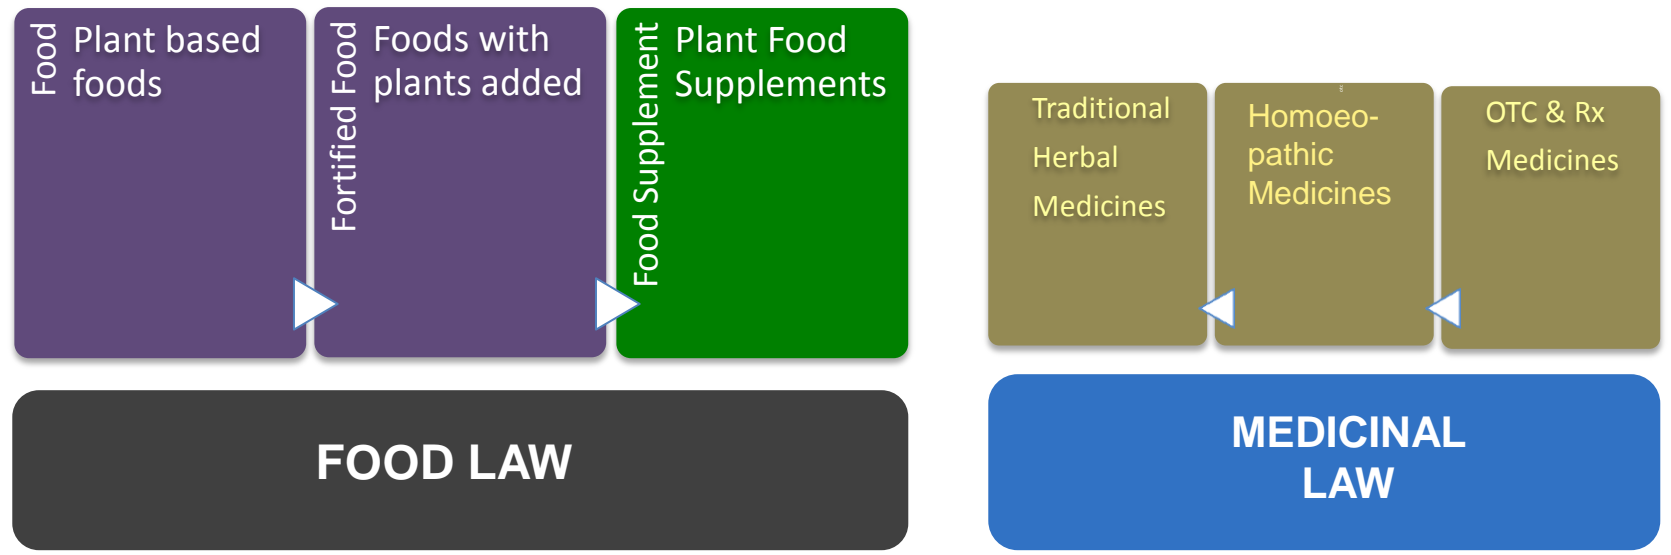 Food
Plant based
foods
Fortified Food
Foods with
plants added
Food Supplement
Plant Food
Supplements
FOOD LAW
Traditional
Herbal
Medicines
Homoeo-
pathic
Medicines
OTC & Rx
Medicines
MEDICINAL
LAW